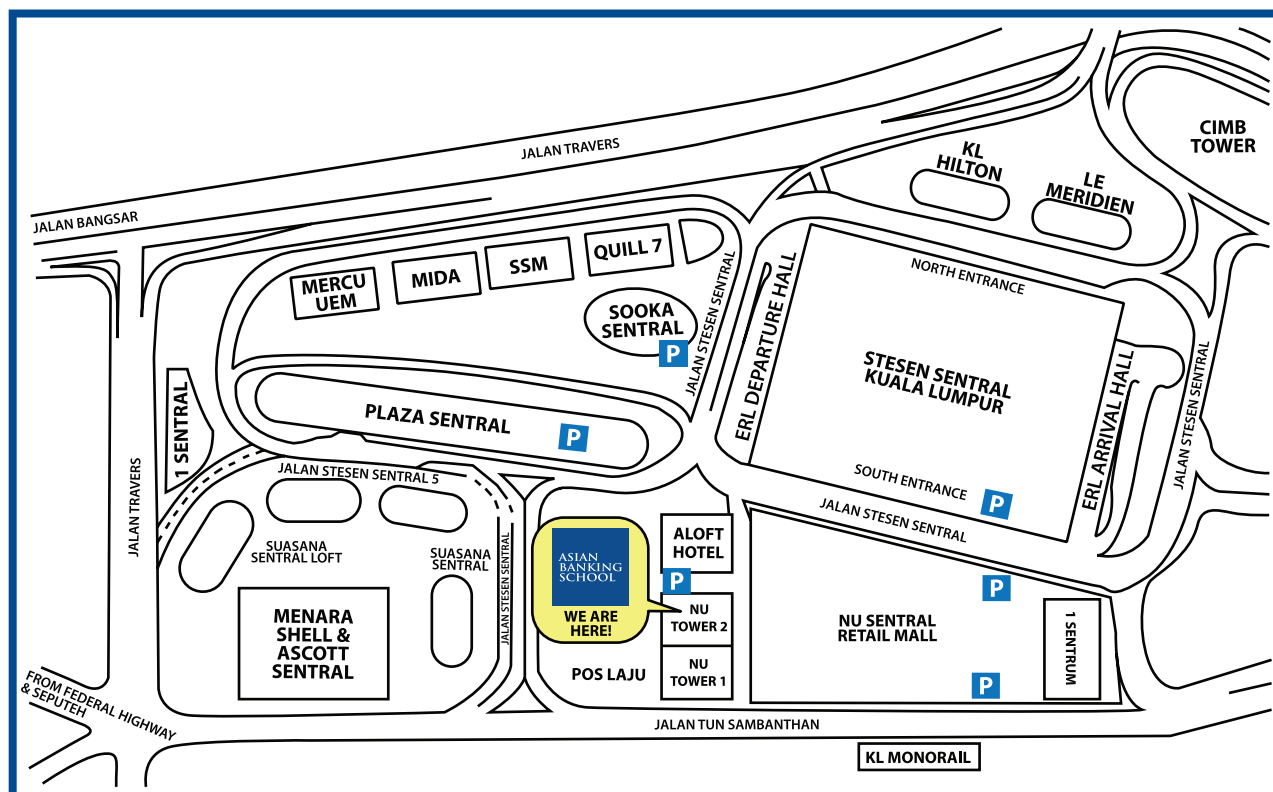 JALAN TRAVERS
CIMB
TOWER
KL
HILTON
LE
MERIDIEN
JALAN BANGSAR
MERCU
UEM
MIDA
SSM
QUILL 7
SOOKA
SENTRAL
P
JALAN STESEN SENTRAL
ERL DEPARTURE HALL
NORTH ENTRANCE
STESEN SENTRAL
KUALA LUMPUR
ERL ARRIVAL HALL
JALAN STESEN SENTRAL
1 SENTRAL
PLAZA SENTRAL
P
SOUTH ENTRANCE
P
JALAN TRAVERS
JALAN STESEN SENTRAL 5
JALAN STESEN SENTRAL
SUASANA
SENTRAL LOFT
SUASANA
SENTRAL
JALAN STESEN SENTRAL
ASIAN
BANKING
SCHOOL
WE ARE
HERE!
ALOFT
HOTEL
P
NU
TOWER 2
NU
TOWER 1
POS LAJU
MENARA
SHELL &
ASCOTT
SENTRAL
NU SENTRAL
RETAIL MALL
P
P
1 SENTRUM
FROM FEDERAL HIGHWAY
& SEPUTEH
JALAN TUN SAMBANTHAN
KL MONORAIL